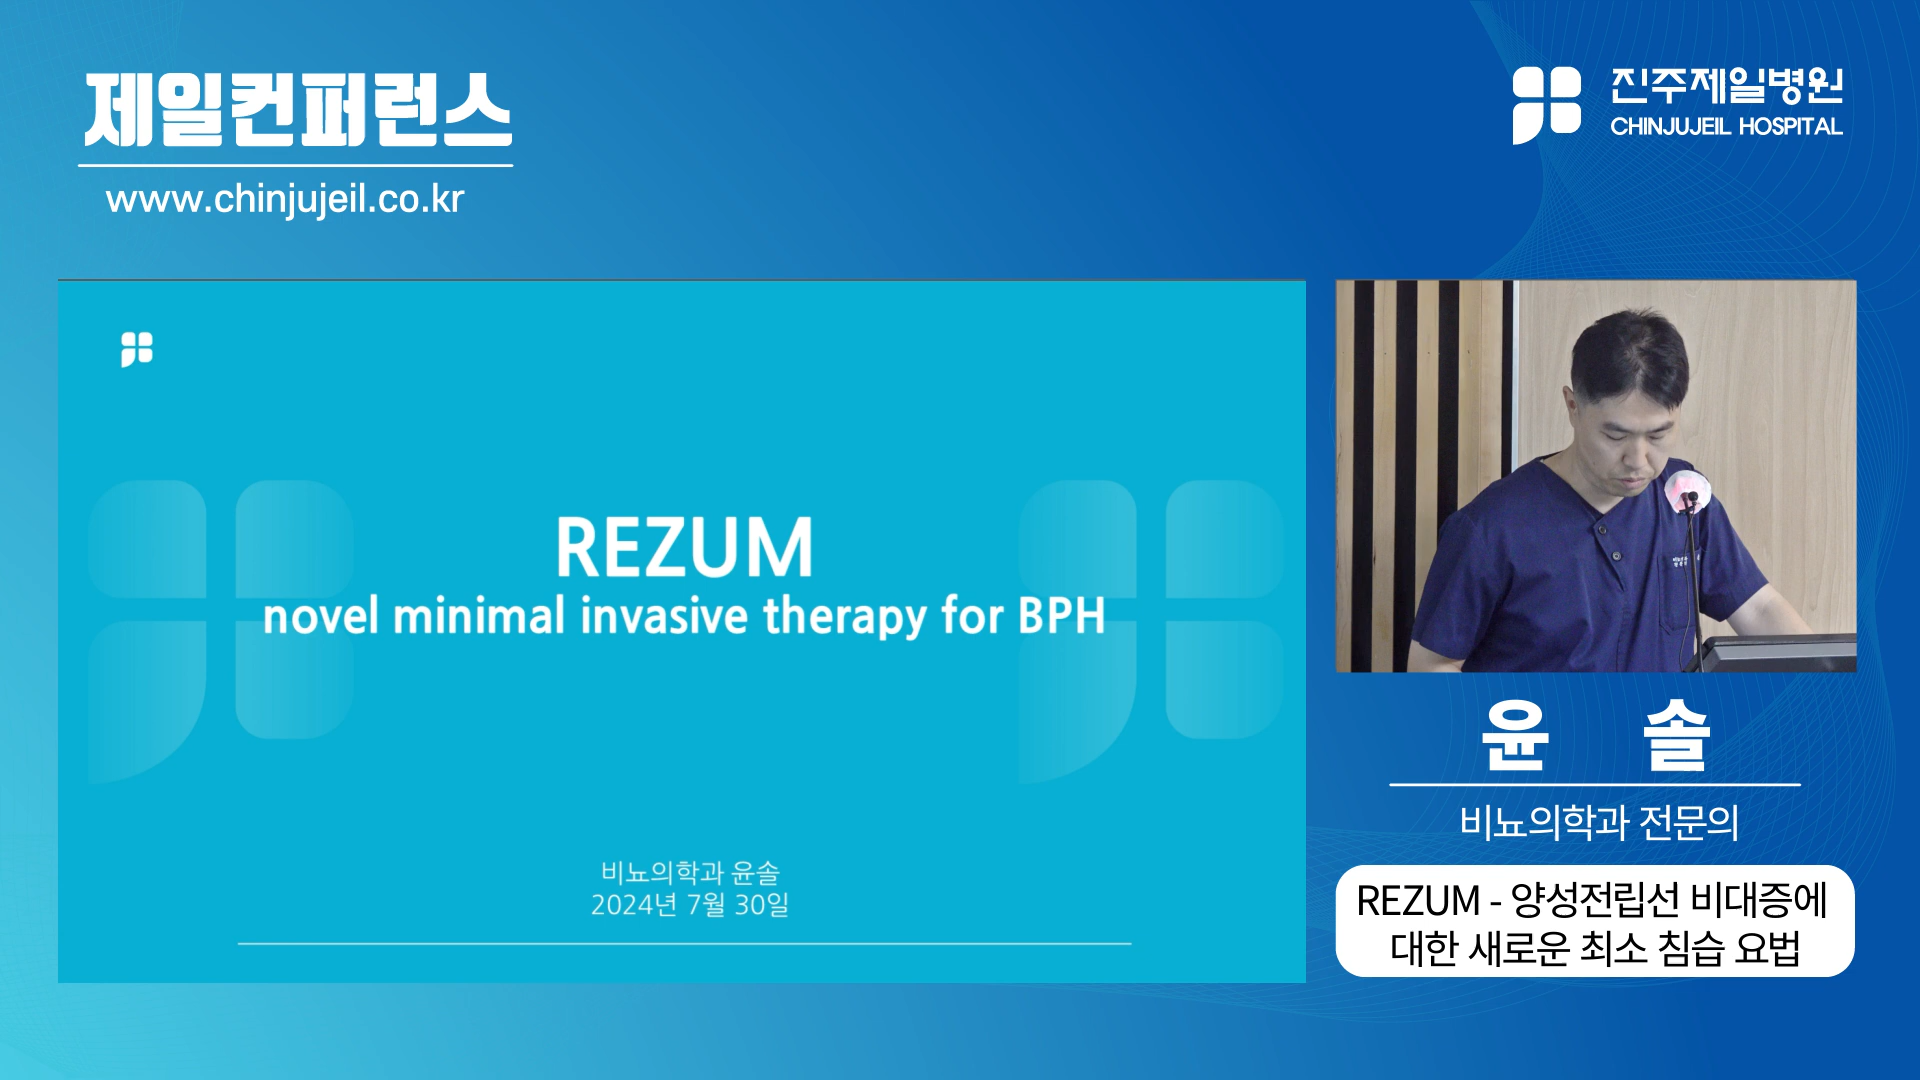 제일컨퍼런스
www.chinjujeil.co.kr
진주제일병원
CHINJUJEIL HOSPITAL
REZUM
novel minimal invasive therapy for BPH
비뇨의학과 윤솔
2024년 7월 30일
윤 솔
비뇨의학과 전문의
REZUM - 양성전립선 비대증에
대한 새로운 최소 침습 요법